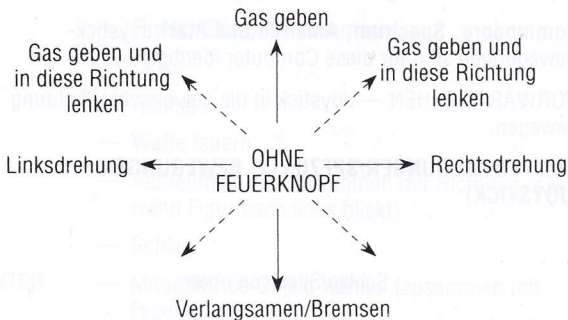 Gas geben
Gas geben und
in diese Richtung
lenken
Gas geben und
in diese Richtung
lenken
Linksdrehung
OHNE
FEUERKNOPF
Rechtsdrehung
Verlangsamen/Bremsen